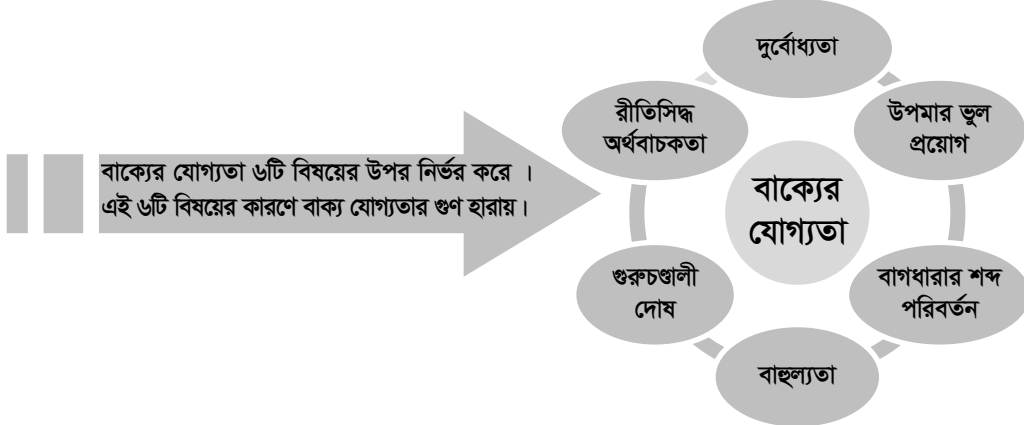 বাক্যের যোগ্যতা ৬টি বিষয়ের উপর নির্ভর করে ।
এই ৬টি বিষয়ের কারণে বাক্য যোগ্যতার গুণ হারায়।
দুর্বোধ্যতা
উপমার ভুল
প্রয়োগ
বাগধারার শব্দ
পরিবর্তন
বাহুল্যতা
গুরুচণ্ডালী
দোষ
রীতিসিদ্ধ
অর্থবাচকতা
বাক্যের
যোগ্যতা